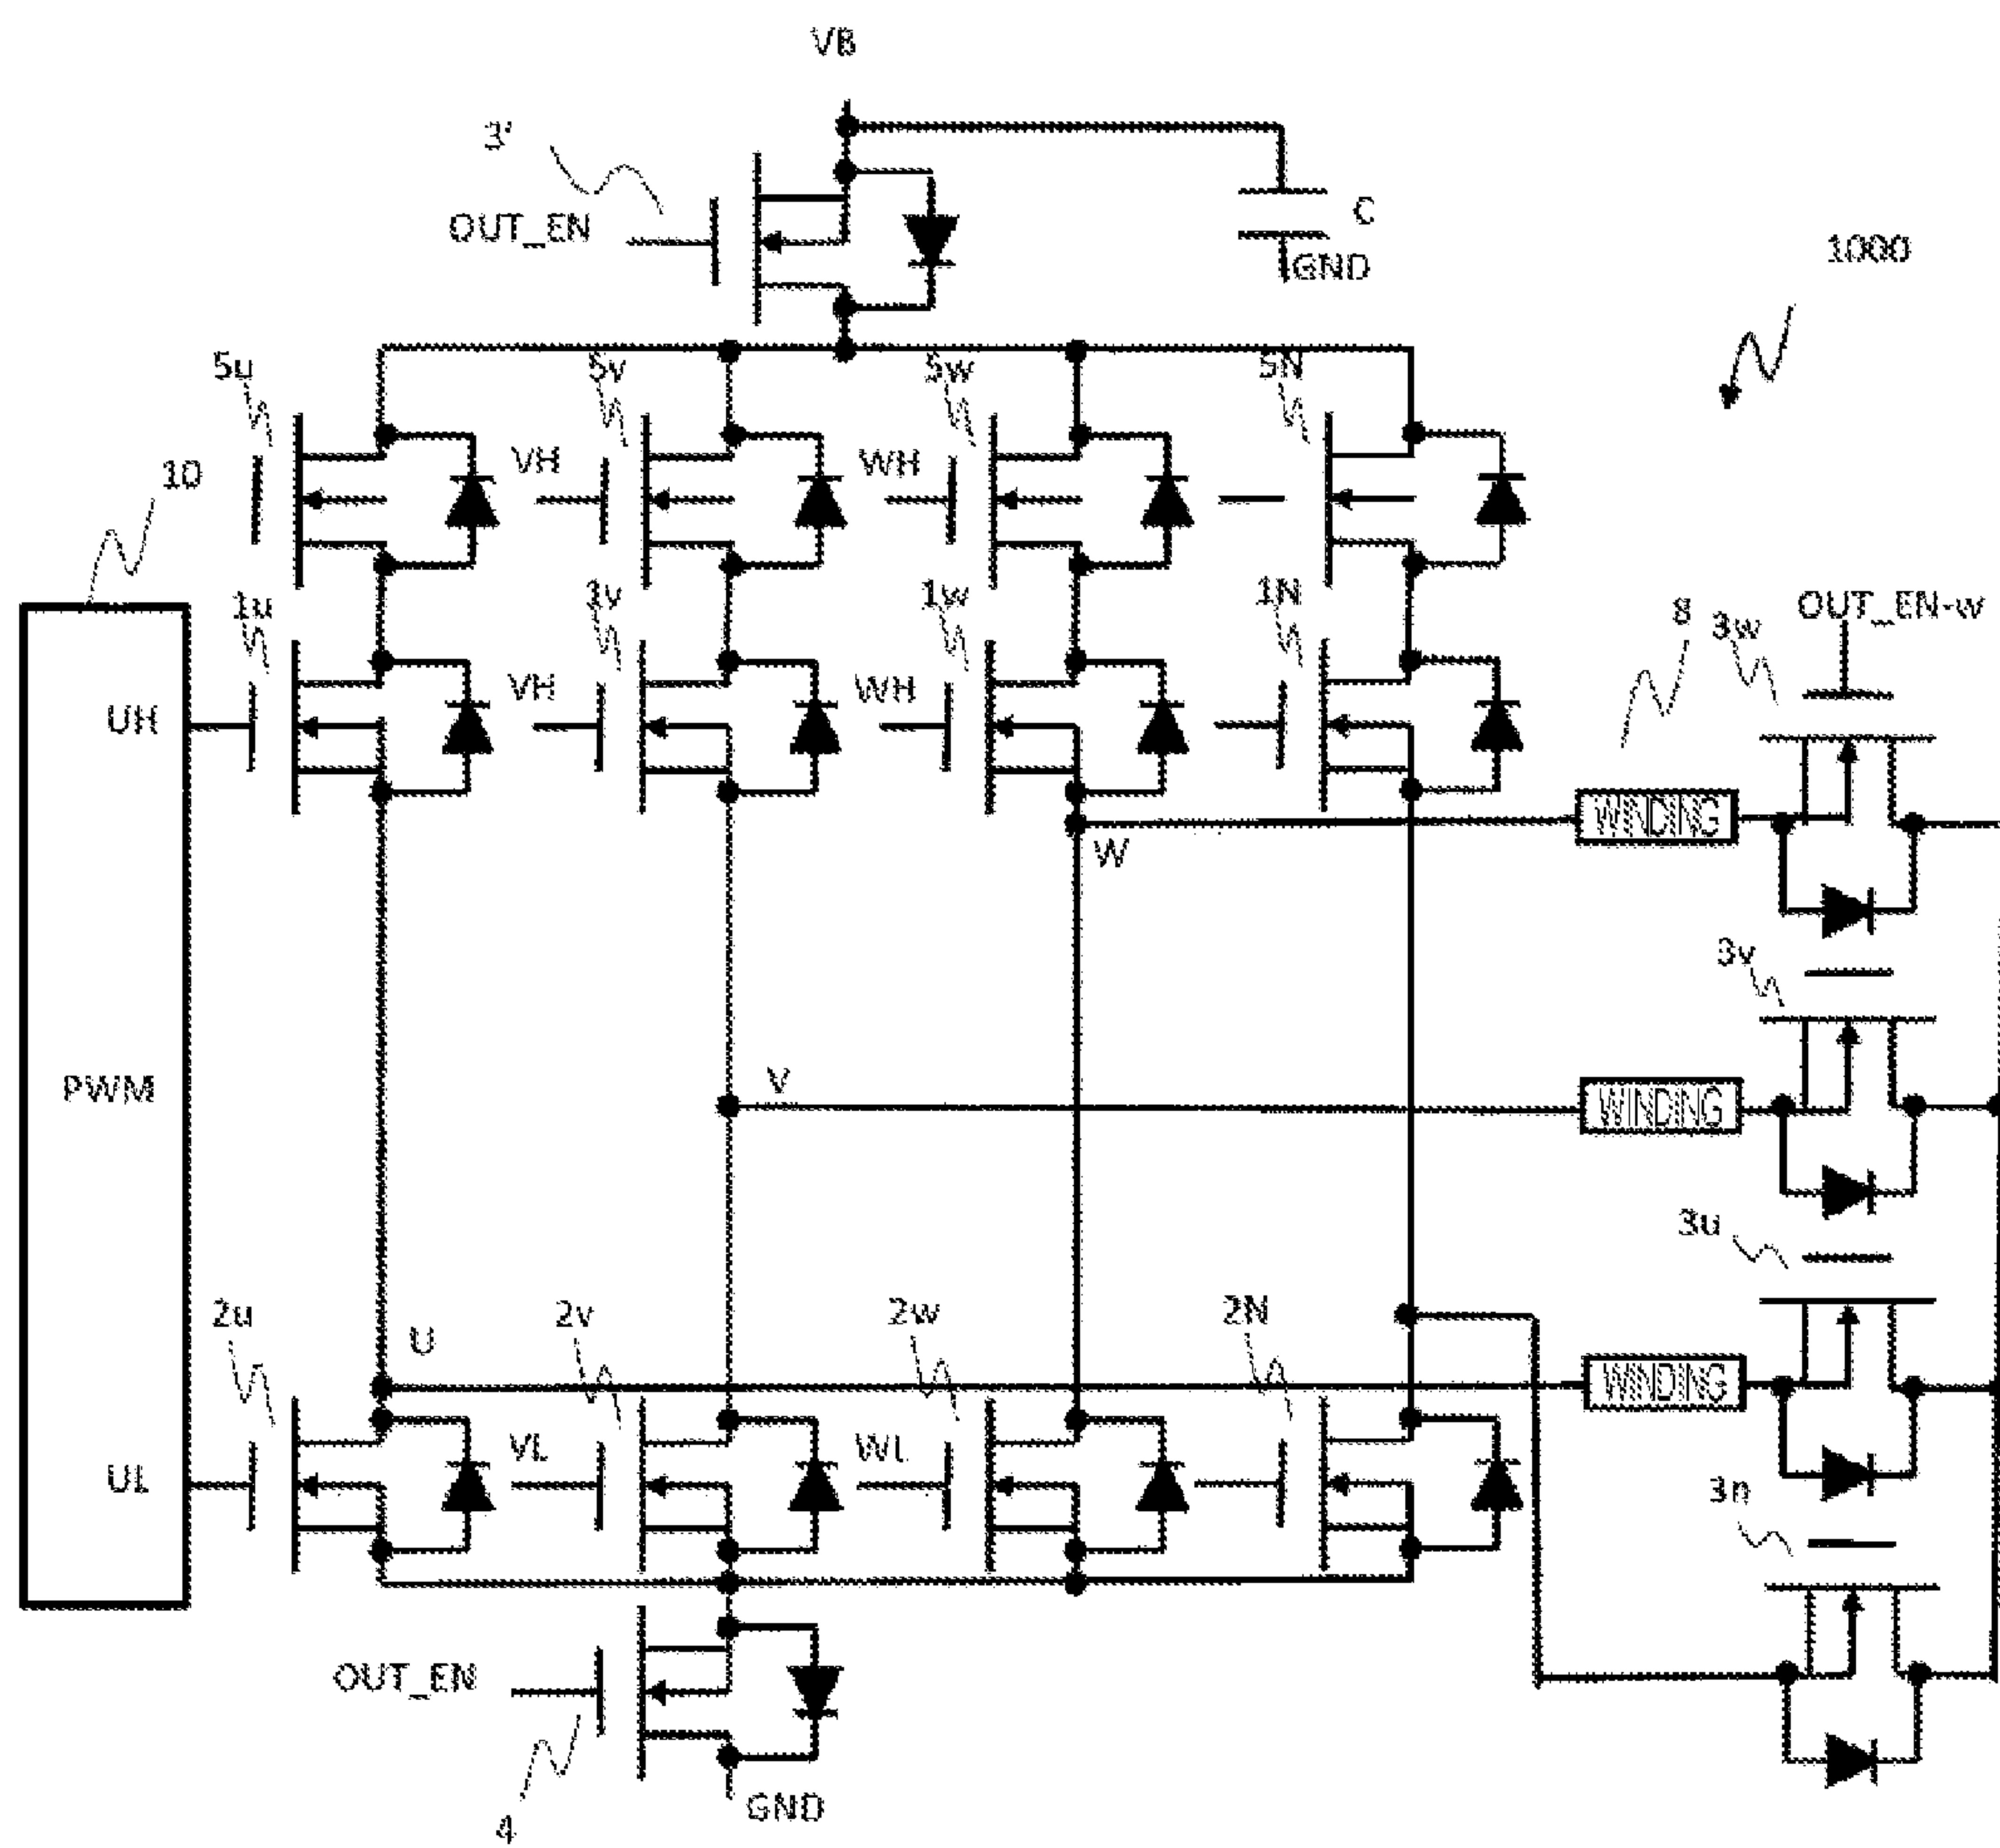 VB
3'
OUT_EN
C
GND
1000
5u
5v
5w
5N
10
VH
WH
1u
1v
1w
1N
8
3w
OUT_EN-w
UH
VH
WH
WINDING
W
3v
PWM
V
WINDING
3u
2u
U
2v
2w
2N
WINDING
UL
VL
WL
3n
OUT_EN
4
GND